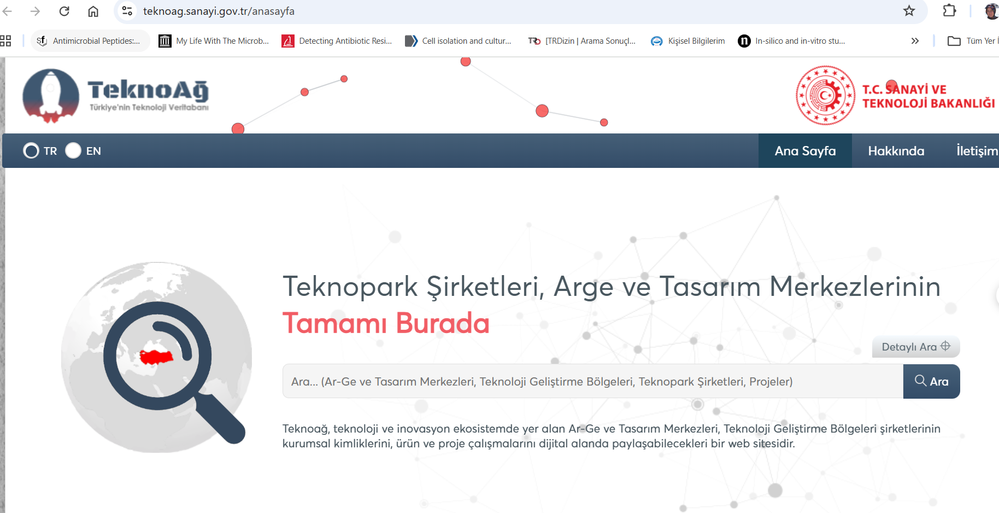 teknoag.sanayi.gov.tr/anasayfa
Antimicrobial Peptides:...
My Life With The Microb...
Detecting Antibiotic Resi...
Cell isolation and cultur...
[TRDizin | Arama Sonuçl...
Kişisel Bilgilerim
In-silico and in-vitro stu...
Tüm Yer İ
TeknoAğ
Türkiye'nin Teknoloji Veritabanı
T.C. SANAYİ VE
TEKNOLOJİ BAKANLIĞI
TR EN
Ana Sayfa Hakkında İletişim
Teknopark Şirketleri, Arge ve Tasarım Merkezlerinin
Tamamı Burada
Detaylı Ara
Ara... (Ar-Ge ve Tasarım Merkezleri, Teknoloji Geliştirme Bölgeleri, Teknopark Şirketleri, Projeler)
Ara
Teknoağ, teknoloji ve inovasyon ekosistemde yer alan Ar-Ge ve Tasarım Merkezleri, Teknoloji Geliştirme Bölgeleri şirketlerinin
kurumsal kimliklerini, ürün ve proje çalışmalarını dijital alanda paylaşabilecekleri bir web sitesidir.